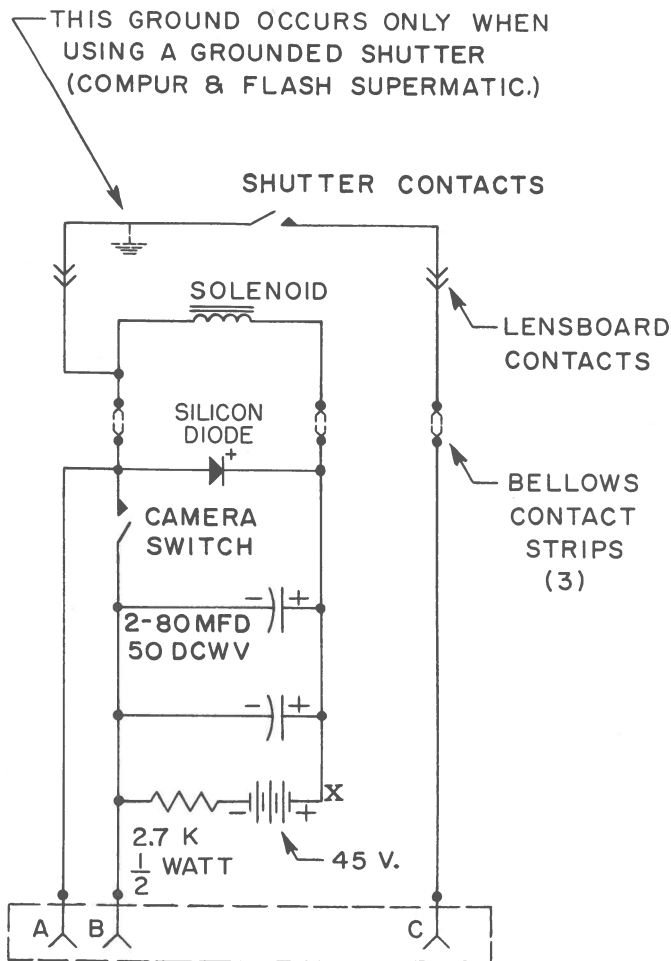 THIS GROUND OCCURS ONLY WHEN
USING A GROUNDED SHUTTER
(COMPUR & FLASH SUPERMATIC.)
SHUTTER CONTACTS
SOLENOID
LENSBOARD
CONTACTS
SILICON
DIODE
+
BELLOWS
CONTACT
STRIPS
(3)
CAMERA
SWITCH
- +
2-80 MFD
50 DCWV
- +
X
- +
2.7 K
1/2 WATT
45 V.
A B C